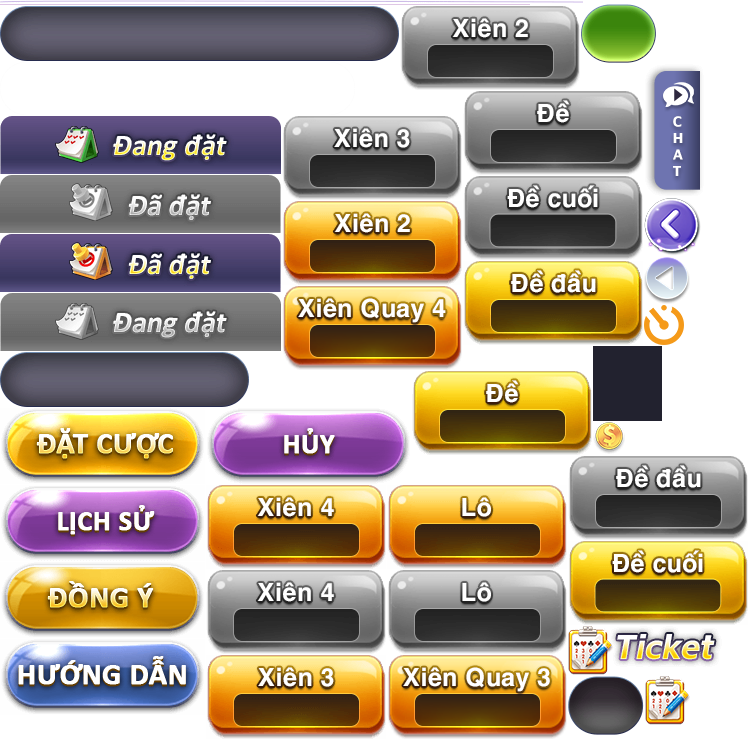 Xiên 2
Đề
Xiên 3
CHAT
Đang đặt
Đã đặt
Đề cuối
Xiên 2
Đã đặt
Đề đầu
Xiên Quay 4
Đang đặt
Đề
ĐẶT CƯỢC
HỦY
Đề đầu
Xiên 4
Lô
LỊCH SỬ
Đề cuối
Xiên 4
Lô
ĐỒNG Ý
Ticket
HƯỚNG DẪN
Xiên 3
Xiên Quay 3